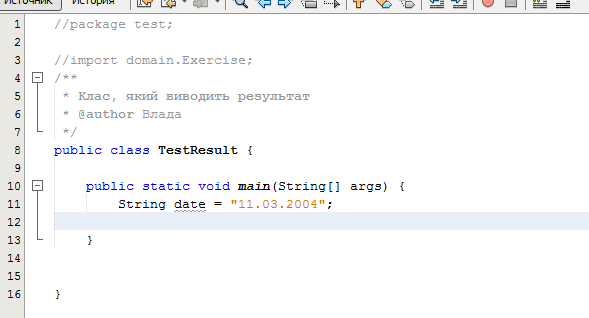 Источник История
1 //package test;
2
3 //import domain.Exercise;
4 /**
5 * Клас, який виводить результат
6 * @author Влада
7 */
8 public class TestResult {
9
10 public static void main(String[] args) {
11 String date = "11.03.2004";
12
13 }
14
15
16 }